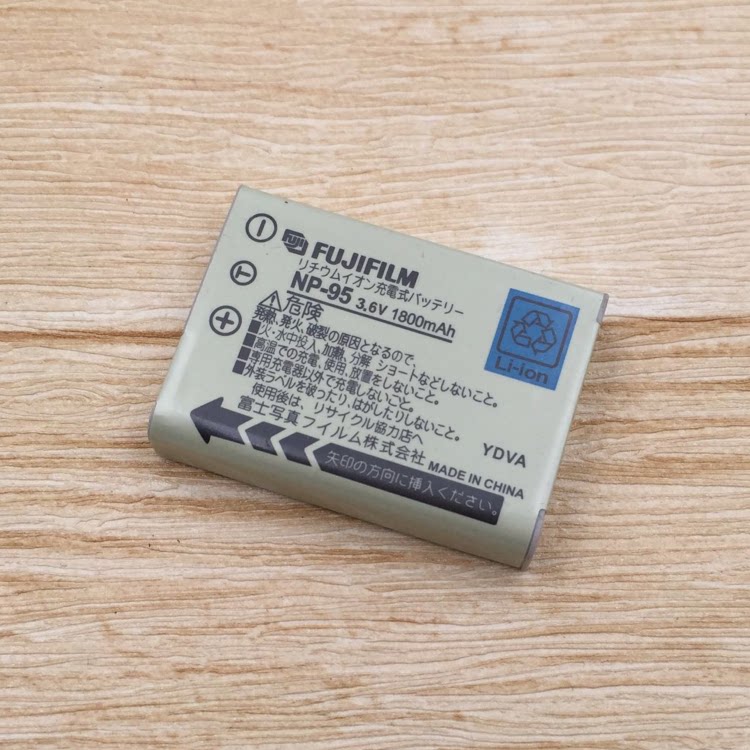 FUJI FUJIFILM
リチウムイオン充電式バッテリー
NP-95 3.6V 1800mAh
⚠危険
発熱、発火、破裂の原因となるので、
■火・水中投入、加熱、分解、ショートなどしないこと。
■高温での充電、使用、放置をしないこと。
■専用充電器以外で充電しないこと。
■外装ラベルを破ったり、はがしたりしないこと。
使用後は、リサイクル協力店へ
富士写真フイルム株式会社
MADE IN CHINA
矢印の方向に挿入ください。
− T +
Li-ion
YDVA